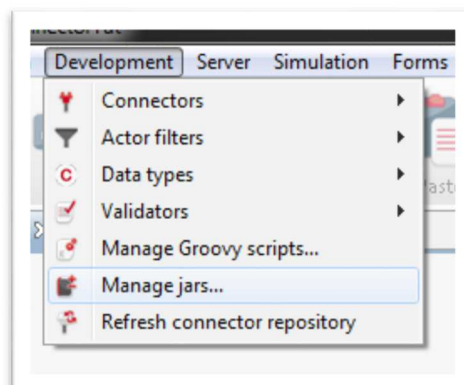 Development Server Simulation Forms
Connectors
Actor filters
Data types
C
Validators
Manage Groovy scripts...
Manage jars...
Refresh connector repository